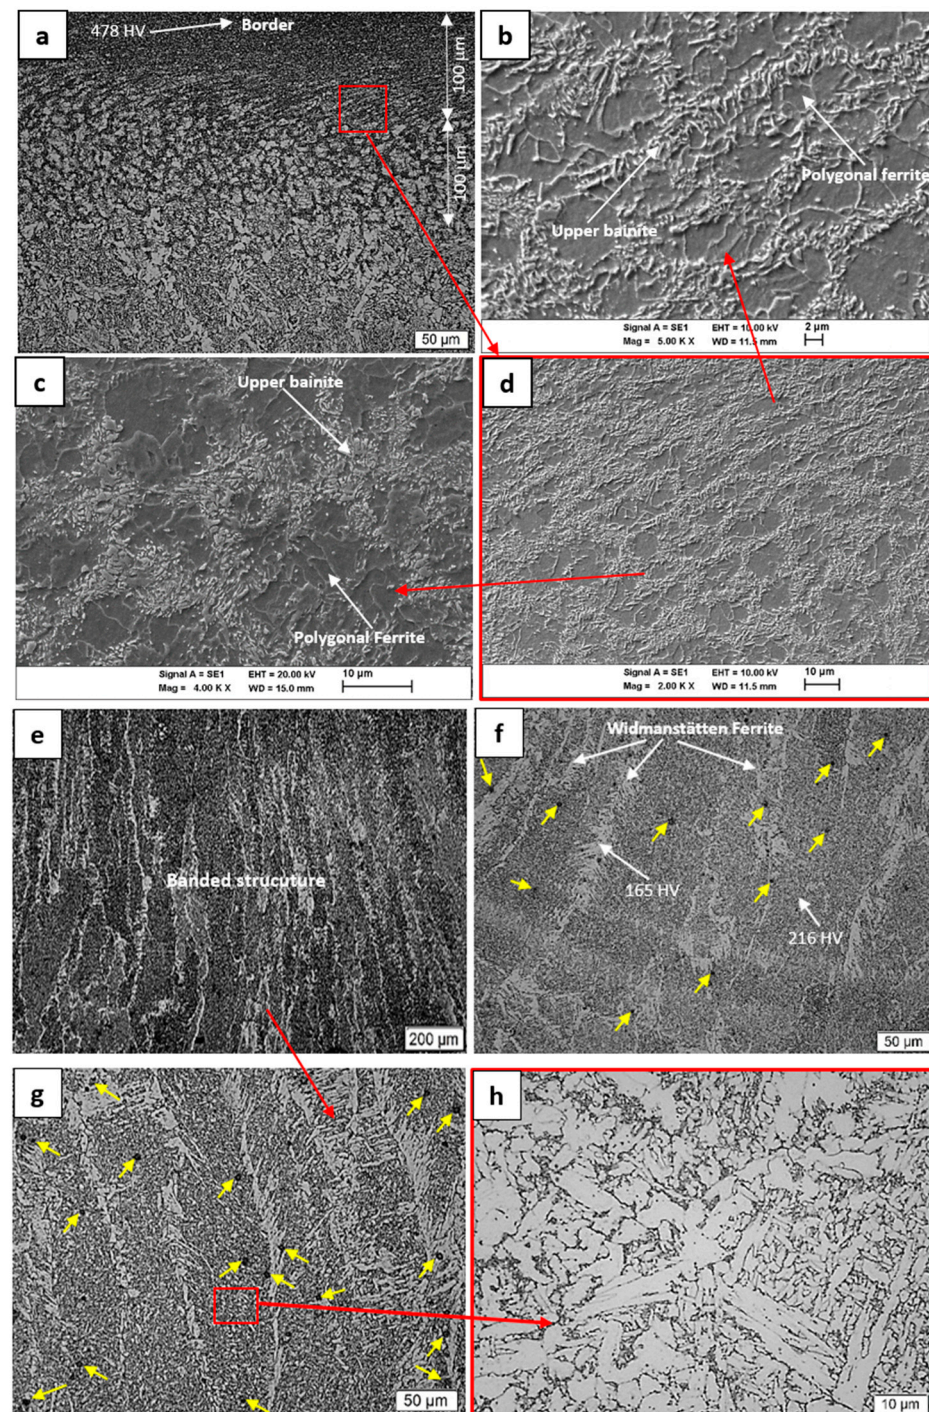 a
478 HV
Border
100 µm
100 µm
50 µm
b
Polygonal ferrite
Upper bainite
Signal A = SE1 EHT = 10.00 kV 2 µm
Mag = 5.00 K X WD = 11.5 mm
c
Upper bainite
Polygonal Ferrite
Signal A = SE1 EHT = 20.00 kV 10 µm
Mag = 4.00 K X WD = 15.0 mm
d
Signal A = SE1 EHT = 10.00 kV 10 µm
Mag = 2.00 K X WD = 11.5 mm
e
Banded strucuture
200 µm
f
Widmanstätten Ferrite
165 HV
216 HV
50 µm
g
50 µm
h
10 µm